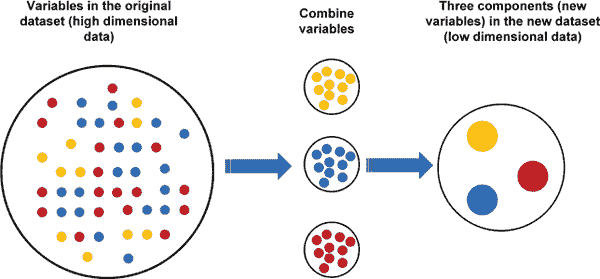 Variables in the original
dataset (high dimensional
data)
Combine
variables
Three components (new
variables) in the new dataset
(low dimensional data)